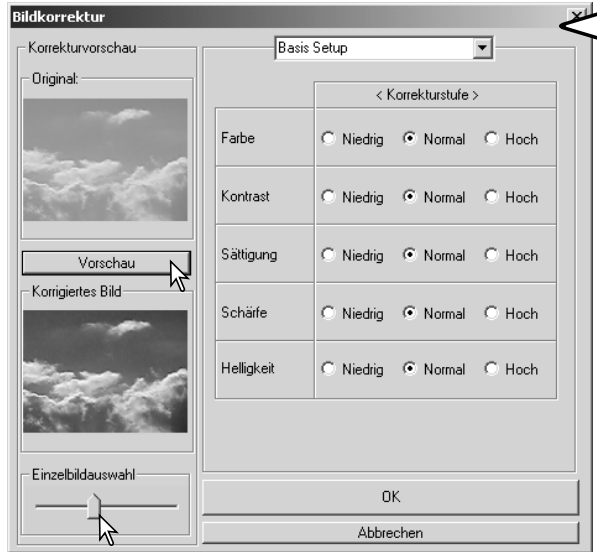 Bildkorrektur
Korrekturvorschau
Original:
Vorschau
Korrigiertes Bild
Einzelbildauswahl
Basis Setup
< Korrekturstufe >
Farbe Niedrig Normal Hoch
Kontrast Niedrig Normal Hoch
Sättigung Niedrig Normal Hoch
Schärfe Niedrig Normal Hoch
Helligkeit Niedrig Normal Hoch
OK
Abbrechen